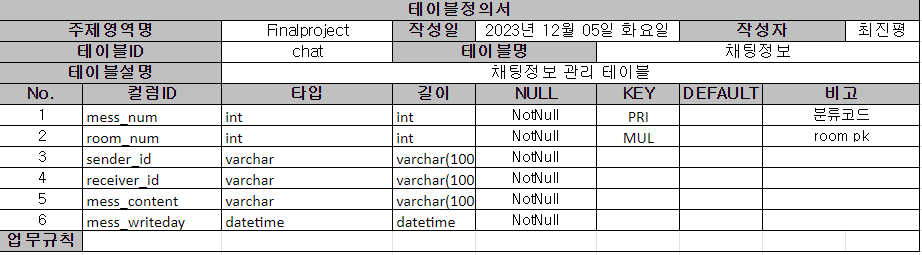 테이블정의서
주제영역명 Finalproject 작성일 2023년 12월 05일 화요일 작성자 최진평
테이블ID chat 테이블명 채팅정보
테이블설명 채팅정보 관리 테이블
No. 컬럼ID 타입 길이 NULL KEY DEFAULT 비고
1 mess_num int int NotNull PRI 분류코드
2 room_num int int NotNull MUL room pk
3 sender_id varchar varchar(100 NotNull
4 receiver_id varchar varchar(100 NotNull
5 mess_content varchar varchar(100 NotNull
6 mess_writeday datetime datetime NotNull
업무규칙